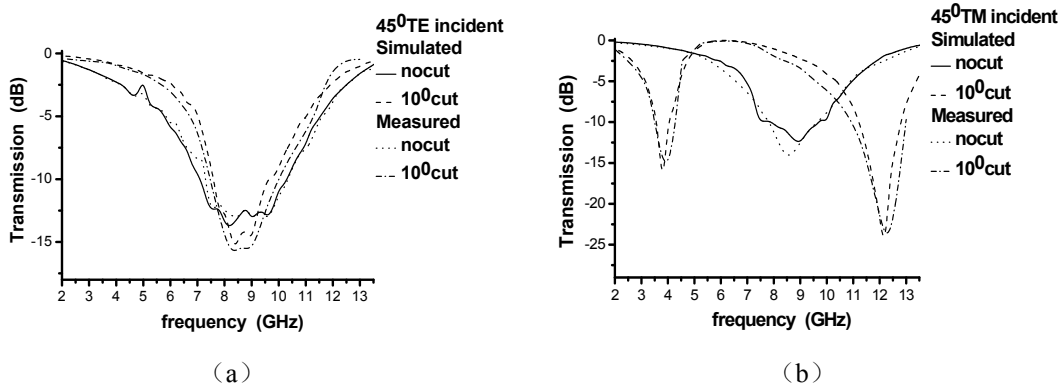 45⁰TE incident
Simulated
nocut
10⁰cut
Measured
nocut
10⁰cut
Transmission (dB)
0
-5
-10
-15
2 3 4 5 6 7 8 9 10 11 12 13
frequency (GHz)
(a)
45⁰TM incident
Simulated
nocut
10⁰cut
Measured
nocut
10⁰cut
Transmission (dB)
0
-5
-10
-15
-20
-25
2 3 4 5 6 7 8 9 10 11 12 13
frequency (GHz)
(b)